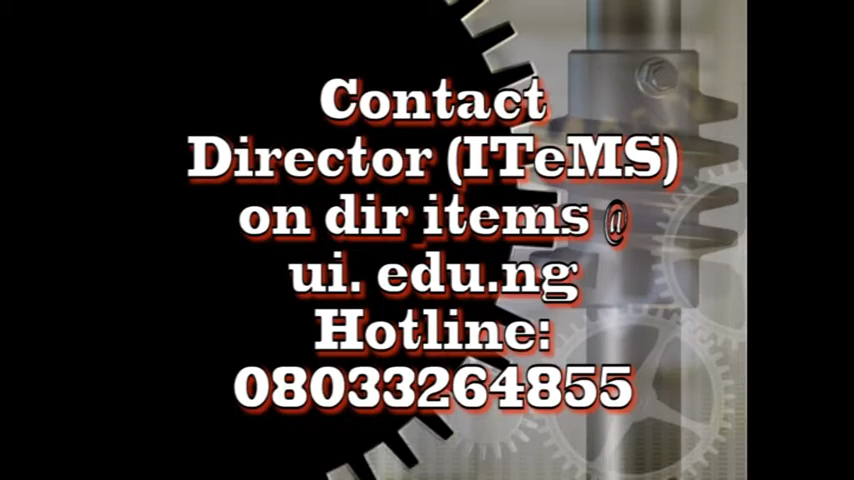 Contact
Director (ITeMS)
on dir items @
ui. edu.ng
Hotline:
08033264855